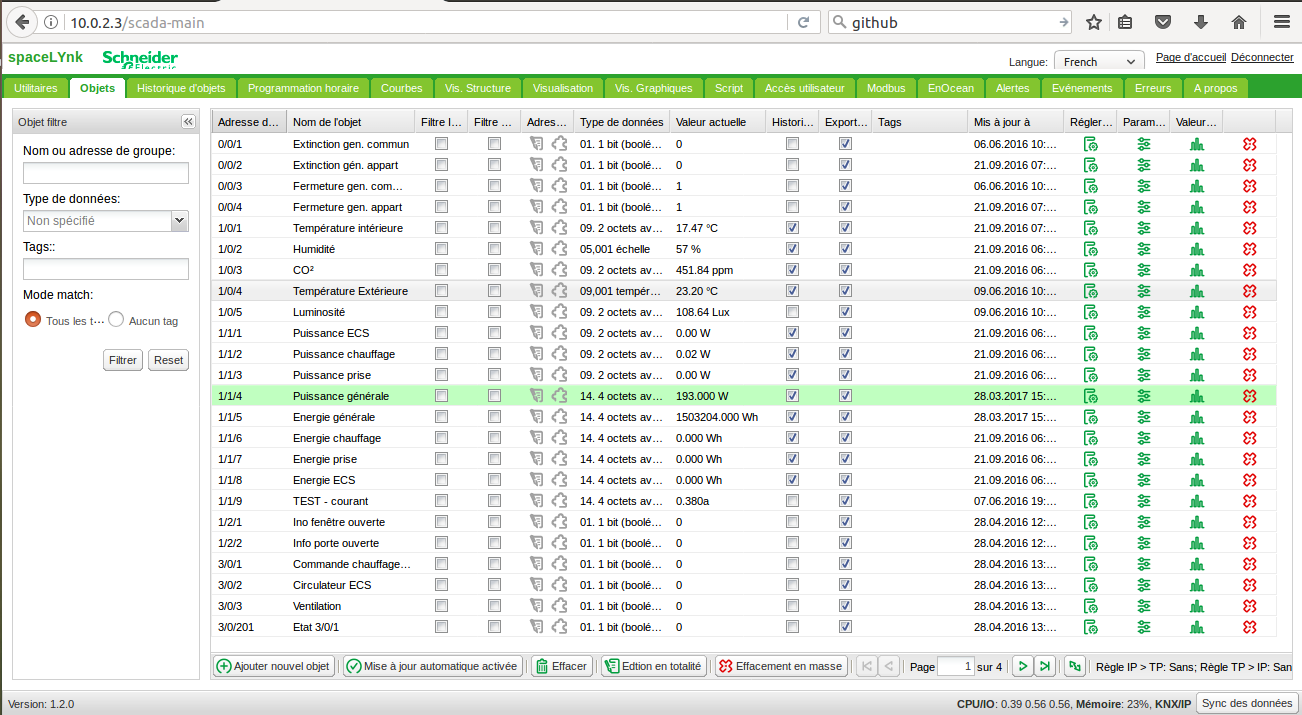 10.0.2.3/scada-main github
spaceLYnk Schneider Electric Langue: French Page d'accueil Déconnecter
Utilitaires Objets Historique d'objets Programmation horaire Courbes Vis. Structure Visualisation Vis. Graphiques Script Accès utilisateur Modbus EnOcean Alertes Evénements Erreurs A propos
Objet filtre
Nom ou adresse de groupe:
Type de données:
Non spécifié
Tags::
Mode match:
Tous les t... Aucun tag
Filtrer Reset
Adresse d... Nom de l'objet Filtre I... Filtre ... Adres... Type de données Valeur actuelle Histori... Export... Tags Mis à jour à Régler... Param... Valeur...
0/0/1 Extinction gen. commun 01. 1 bit (boolé... 0 06.06.2016 10:...
0/0/2 Extinction gén. appart 01. 1 bit (boolé... 0 21.09.2016 07:...
0/0/3 Fermeture gen. com... 01. 1 bit (boolé... 1 06.06.2016 10:...
0/0/4 Fermeture gen. appart 01. 1 bit (boolé... 1 21.09.2016 07:...
1/0/1 Température intérieure 09. 2 octets av... 17.47 °C 21.09.2016 07:...
1/0/2 Humidité 05,001 échelle 57 % 21.09.2016 06:...
1/0/3 CO² 09. 2 octets av... 451.84 ppm 21.09.2016 06:...
1/0/4 Température Extérieure 09,001 tempér... 23.20 °C 09.06.2016 10:...
1/0/5 Luminosité 09. 2 octets av... 108.64 Lux 09.06.2016 10:...
1/1/1 Puissance ECS 09. 2 octets av... 0.00 W 21.09.2016 06:...
1/1/2 Puissance chauffage 09. 2 octets av... 0.02 W 21.09.2016 06:...
1/1/3 Puissance prise 09. 2 octets av... 0.00 W 21.09.2016 06:...
1/1/4 Puissance générale 14. 4 octets av... 193.000 W 28.03.2017 15:...
1/1/5 Energie générale 14. 4 octets av... 1503204.000 Wh 28.03.2017 15:...
1/1/6 Energie chauffage 14. 4 octets av... 0.000 Wh 21.09.2016 06:...
1/1/7 Energie prise 14. 4 octets av... 0.000 Wh 21.09.2016 06:...
1/1/8 Energie ECS 14. 4 octets av... 0.000 Wh 21.09.2016 06:...
1/1/9 TEST - courant 14. 4 octets av... 0.380a 07.06.2016 19:...
1/2/1 Ino fenêtre ouverte 01. 1 bit (boolé... 0 28.04.2016 12:...
1/2/2 Info porte ouverte 01. 1 bit (boolé... 0 28.04.2016 12:...
3/0/1 Commande chauffage... 01. 1 bit (boolé... 0 28.04.2016 13:...
3/0/2 Circulateur ECS 01. 1 bit (boolé... 0 28.04.2016 13:...
3/0/3 Ventilation 01. 1 bit (boolé... 0 28.04.2016 13:...
3/0/201 Etat 3/0/1 01. 1 bit (boolé... 0 28.04.2016 13:...
Ajouter nouvel objet Mise à jour automatique activée Effacer Edtion en totalité Effacement en masse Page 1 sur 4 Règle IP > TP: Sans; Règle TP > IP: San
Version: 1.2.0 CPU/IO: 0.39 0.56 0.56, Mémoire: 23%, KNX/IP Sync des données